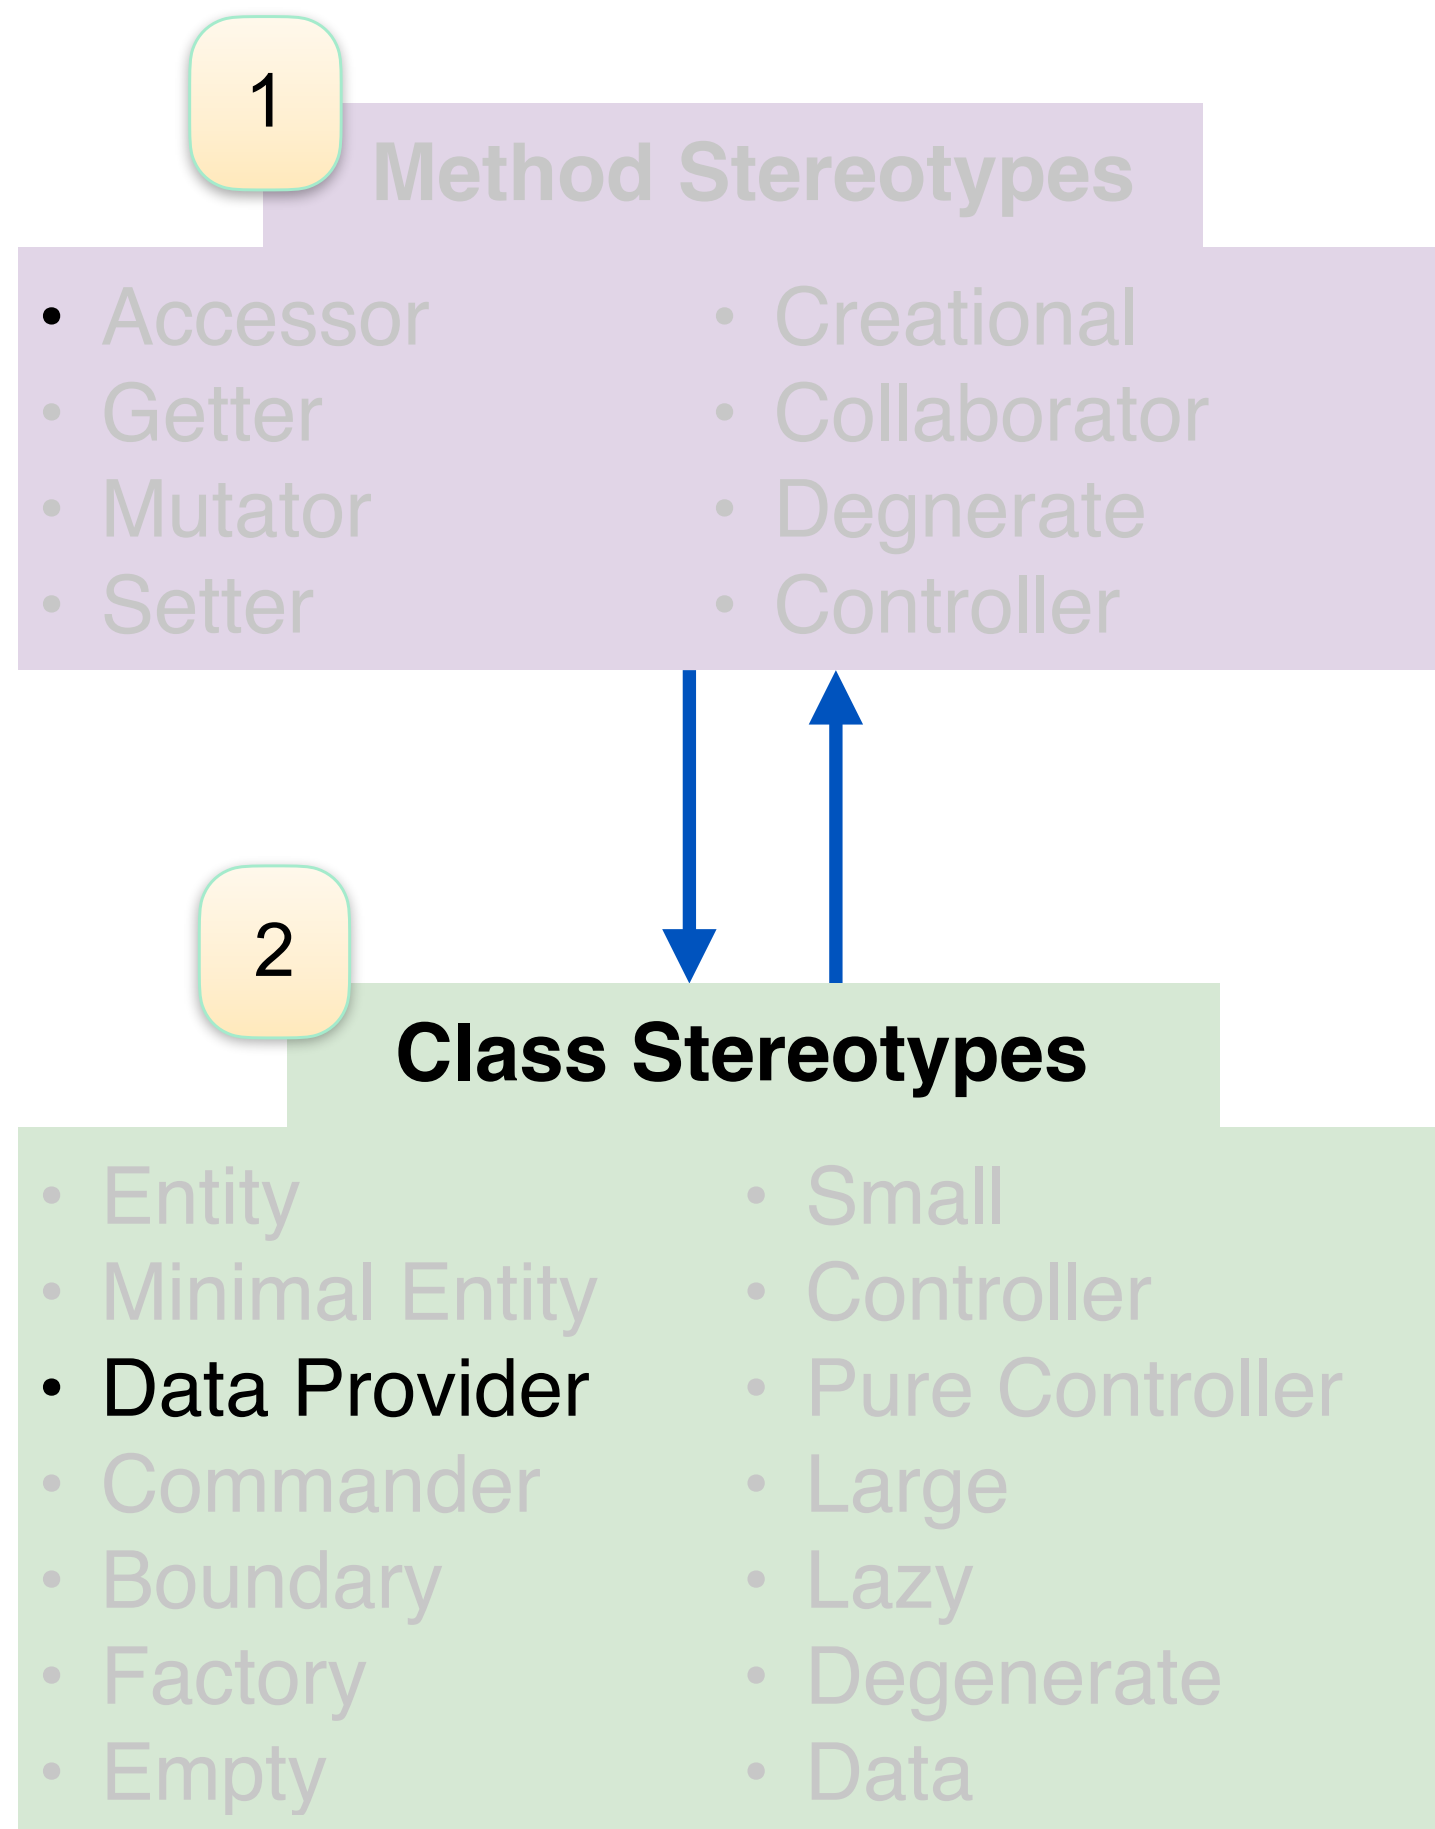 1
Method Stereotypes
• Accessor
• Getter
• Mutator
• Setter
• Creational
• Collaborator
• Degnerate
• Controller
2
Class Stereotypes
• Entity
• Minimal Entity
• Data Provider
• Commander
• Boundary
• Factory
• Empty
• Small
• Controller
• Pure Controller
• Large
• Lazy
• Degenerate
• Data